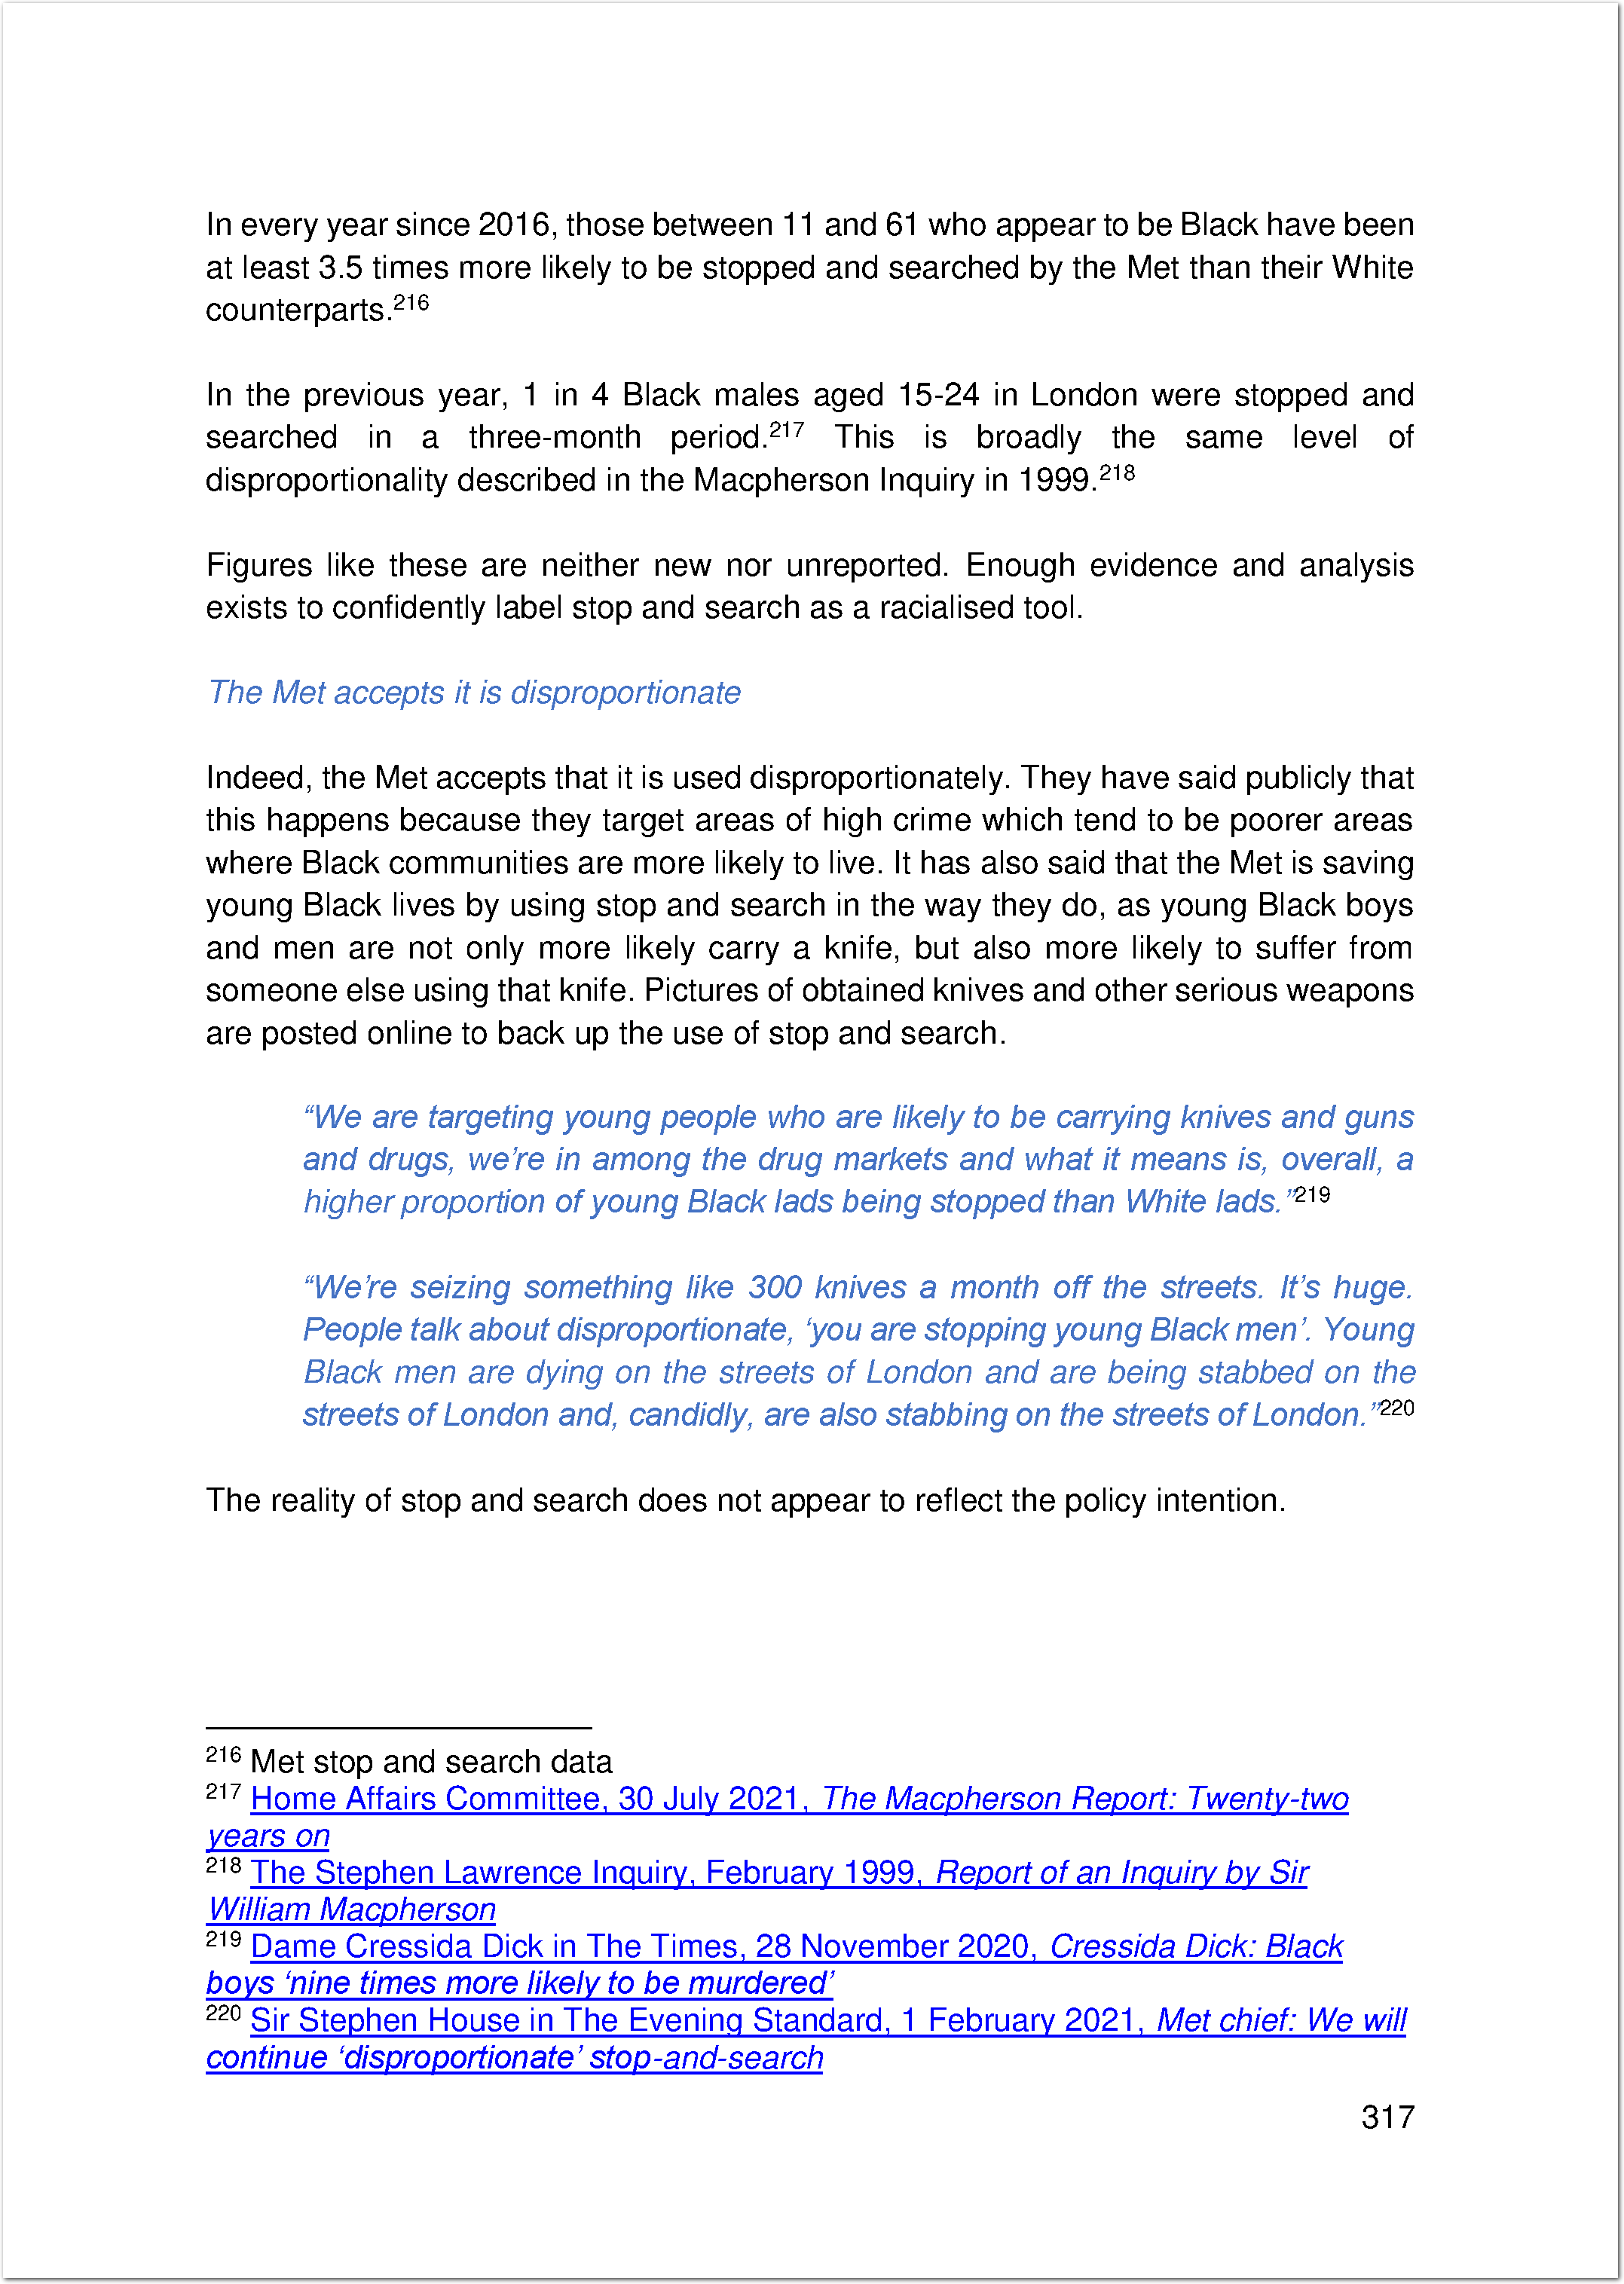 In every year since 2016, those between 11 and 61 who appear to be Black have been
at least 3.5 times more likely to be stopped and searched by the Met than their White
counterparts.216
In the previous year, 1 in 4 Black males aged 15-24 in London were stopped and
searched in a three-month period.217 This is broadly the same level of
disproportionality described in the Macpherson Inquiry in 1999.218
Figures like these are neither new nor unreported. Enough evidence and analysis
exists to confidently label stop and search as a racialised tool.
The Met accepts it is disproportionate
Indeed, the Met accepts that it is used disproportionately. They have said publicly that
this happens because they target areas of high crime which tend to be poorer areas
where Black communities are more likely to live. It has also said that the Met is saving
young Black lives by using stop and search in the way they do, as young Black boys
and men are not only more likely carry a knife, but also more likely to suffer from
someone else using that knife. Pictures of obtained knives and other serious weapons
are posted online to back up the use of stop and search.
“We are targeting young people who are likely to be carrying knives and guns
and drugs, we’re in among the drug markets and what it means is, overall, a
higher proportion of young Black lads being stopped than White lads.”219
“We’re seizing something like 300 knives a month off the streets. It’s huge.
People talk about disproportionate, ‘you are stopping young Black men’. Young
Black men are dying on the streets of London and are being stabbed on the
streets of London and, candidly, are also stabbing on the streets of London.”220
The reality of stop and search does not appear to reflect the policy intention.
216 Met stop and search data
217 Home Affairs Committee, 30 July 2021, The Macpherson Report: Twenty-two
years on
218 The Stephen Lawrence Inquiry, February 1999, Report of an Inquiry by Sir
William Macpherson
219 Dame Cressida Dick in The Times, 28 November 2020, Cressida Dick: Black
boys ‘nine times more likely to be murdered’
220 Sir Stephen House in The Evening Standard, 1 February 2021, Met chief: We will
continue ‘disproportionate’ stop-and-search
317